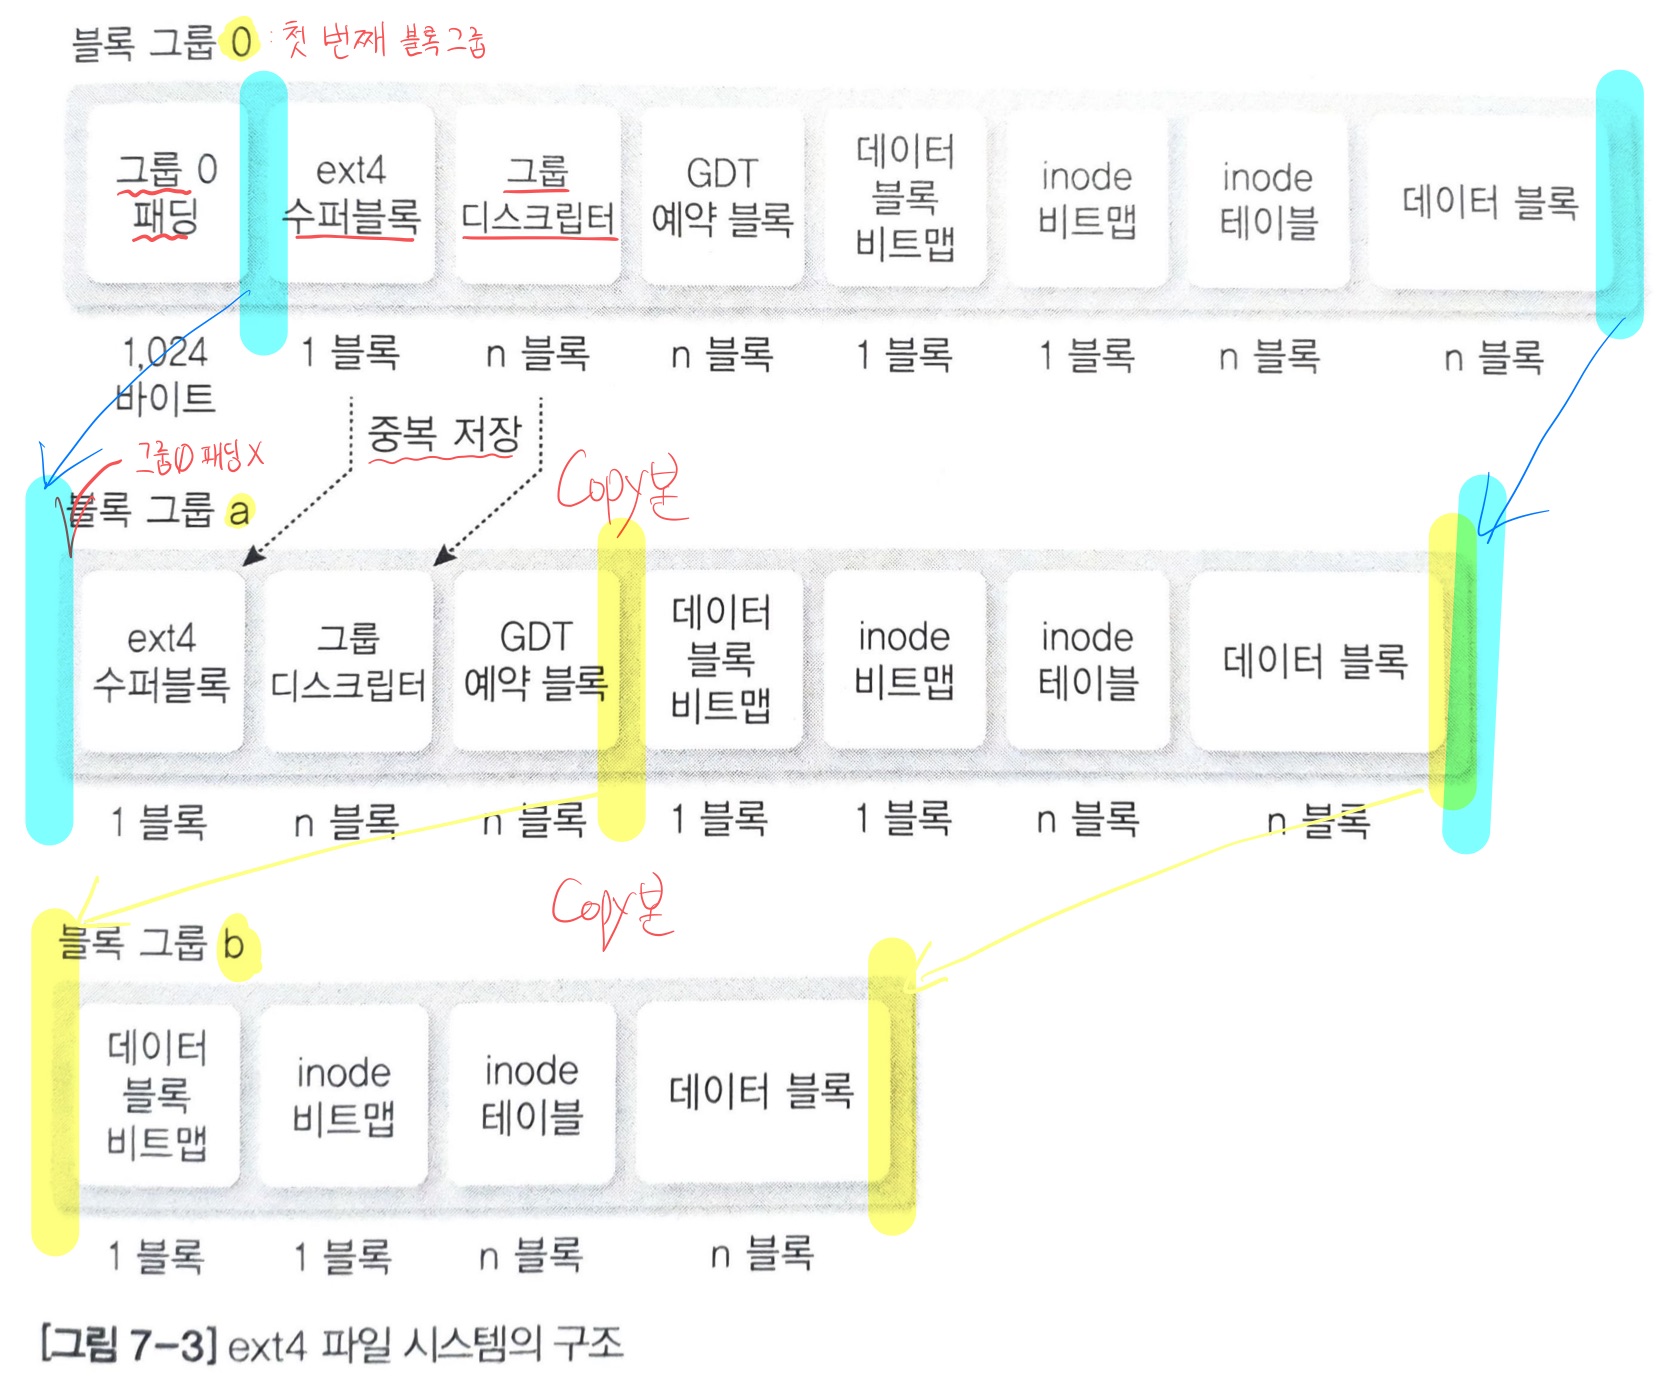 블록 그룹 0 : 첫 번째 블록그룹
그룹 0
패딩
ext4
수퍼블록
그룹
디스크립터
GDT
예약 블록
데이터
블록
비트맵
inode
비트맵
inode
테이블
데이터 블록
1,024
바이트
1 블록
n 블록
n 블록
1 블록
1 블록
n 블록
n 블록
중복 저장
그룹0 패딩 X
Copy본
블록 그룹 a
ext4
수퍼블록
그룹
디스크립터
GDT
예약 블록
데이터
블록
비트맵
inode
비트맵
inode
테이블
데이터 블록
1 블록
n 블록
n 블록
1 블록
1 블록
n 블록
n 블록
Copy본
블록 그룹 b
데이터
블록
비트맵
inode
비트맵
inode
테이블
데이터 블록
1 블록
1 블록
n 블록
n 블록
[그림 7-3] ext4 파일 시스템의 구조